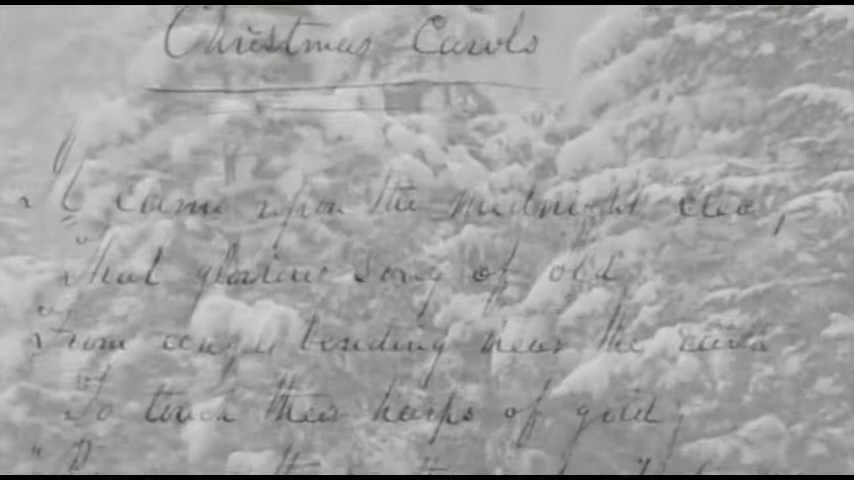 Christmas Carols
"It came upon the midnight clear,
"That glorious song of old,
"From angels bending near the earth
"To touch their harps of gold;